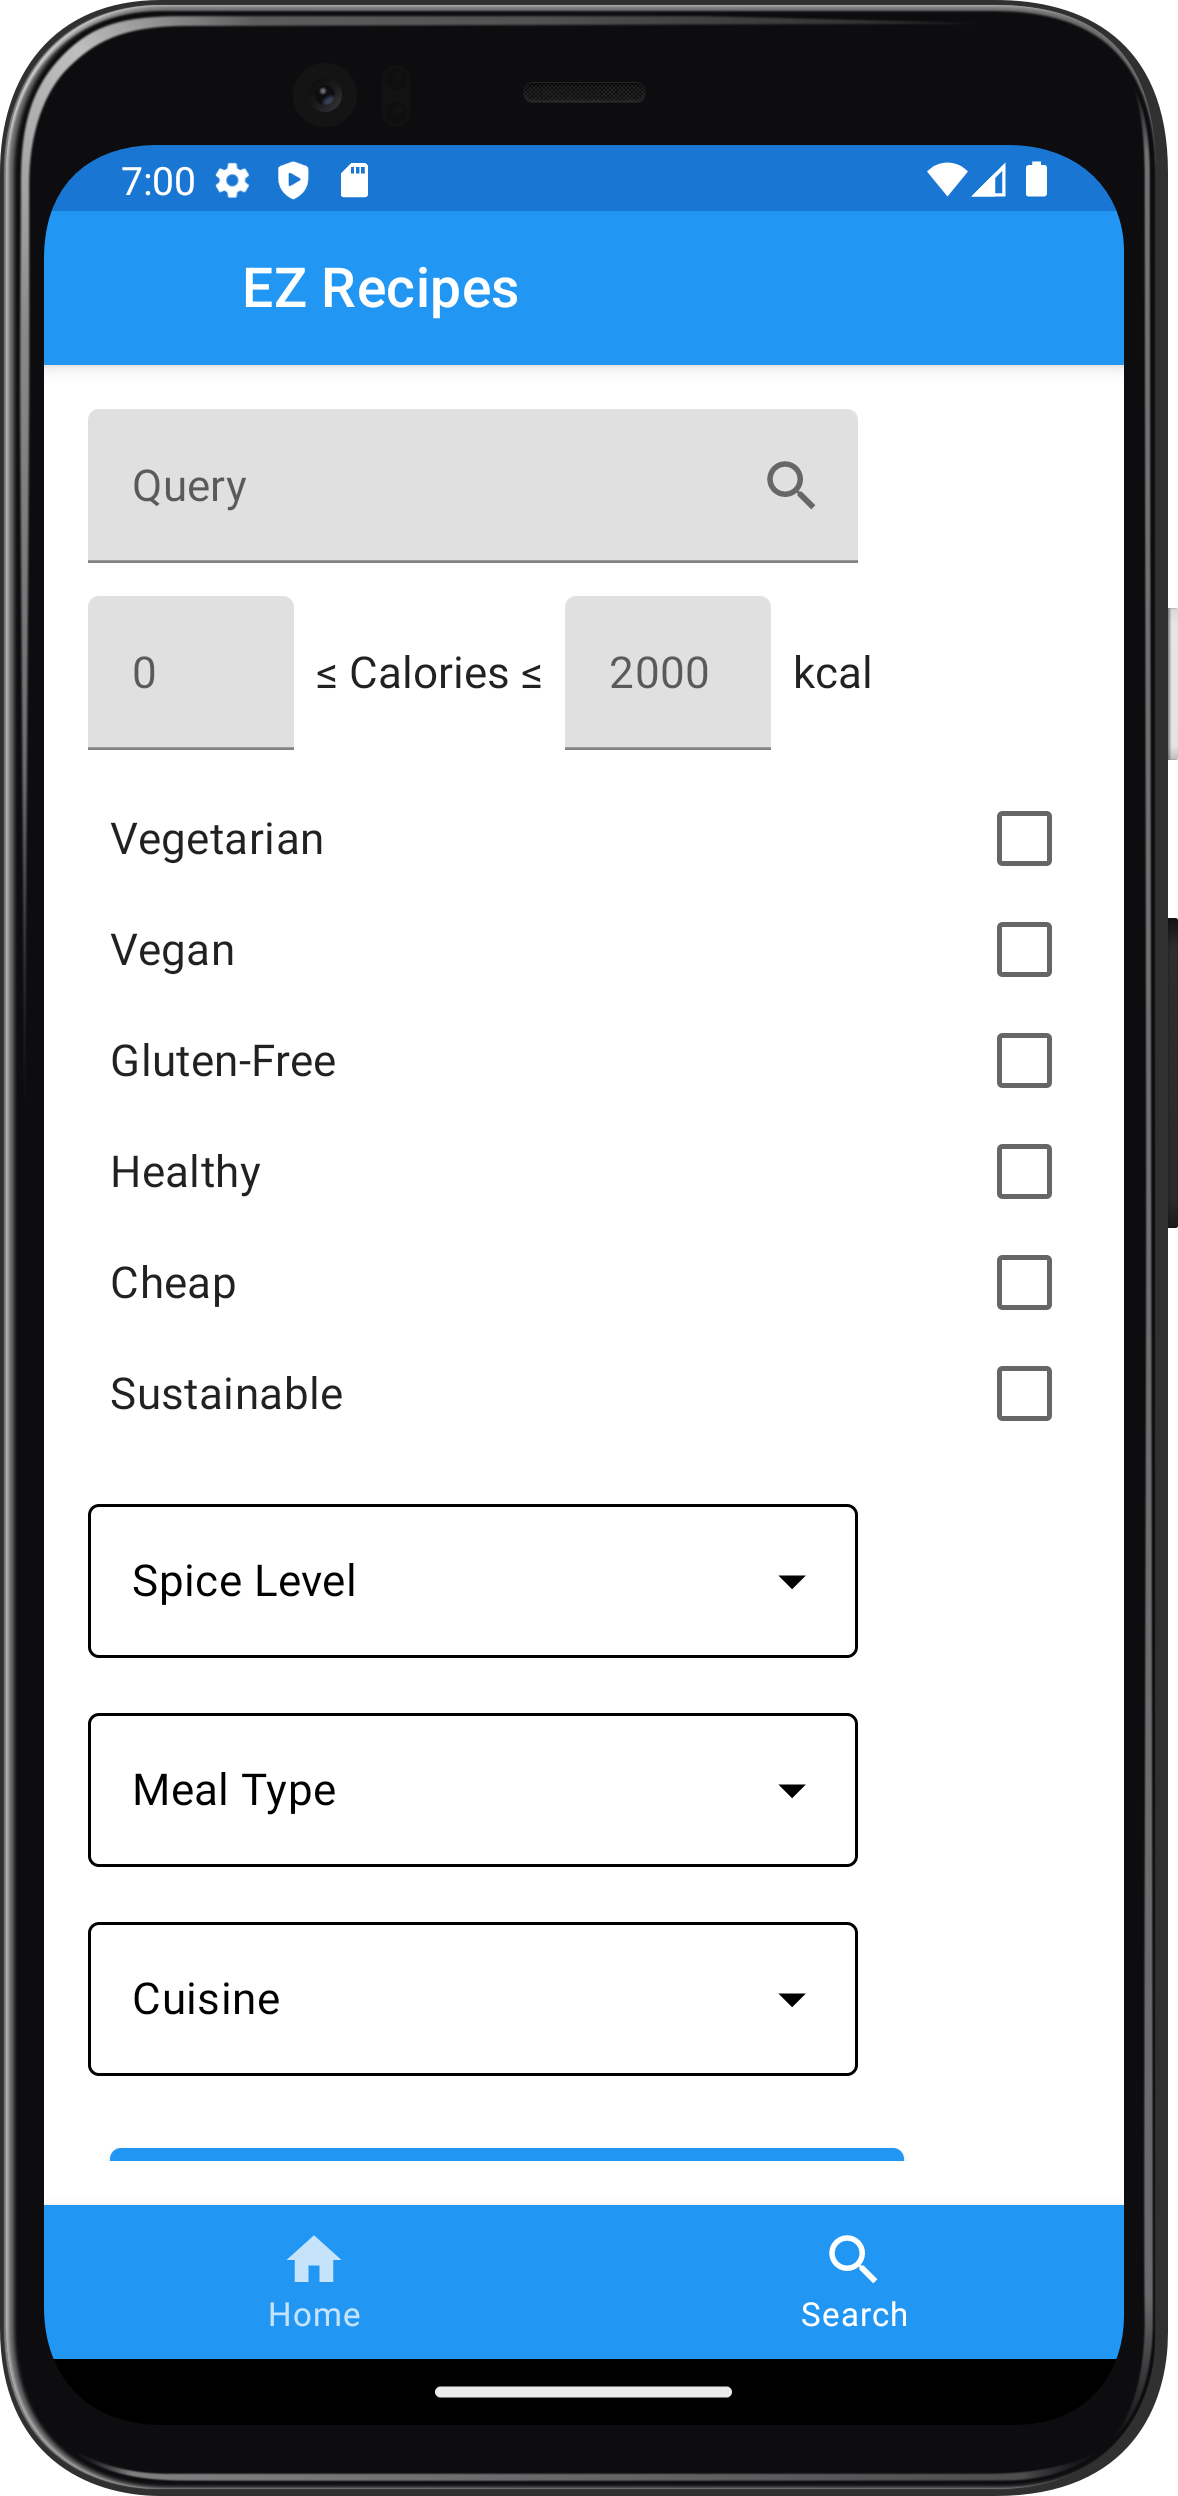 7:00
EZ Recipes
Query
0 ≤ Calories ≤ 2000 kcal
Vegetarian
Vegan
Gluten-Free
Healthy
Cheap
Sustainable
Spice Level
Meal Type
Cuisine
Home Search